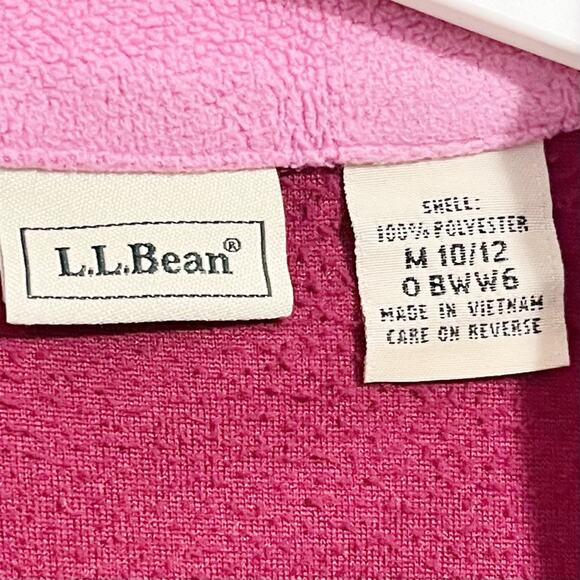 L.L.Bean®
SHELL:
100% POLYESTER
M 10/12
0 BWW6
MADE IN VIETNAM
CARE ON REVERSE